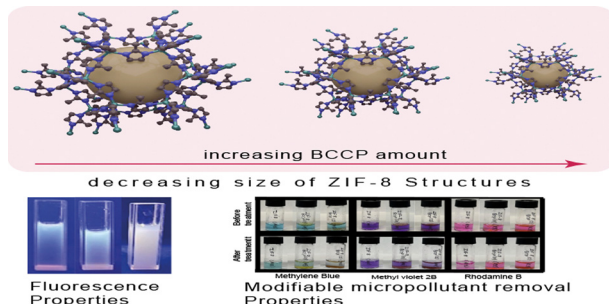 increasing BCCP amount
decreasing size of ZIF-8 Structures
Before
treatment
After
treatment
Methylene Blue
Methyl violet 2B
Rhodamine B
Fluorescence
Properties
Modifiable micropollutant removal
Properties